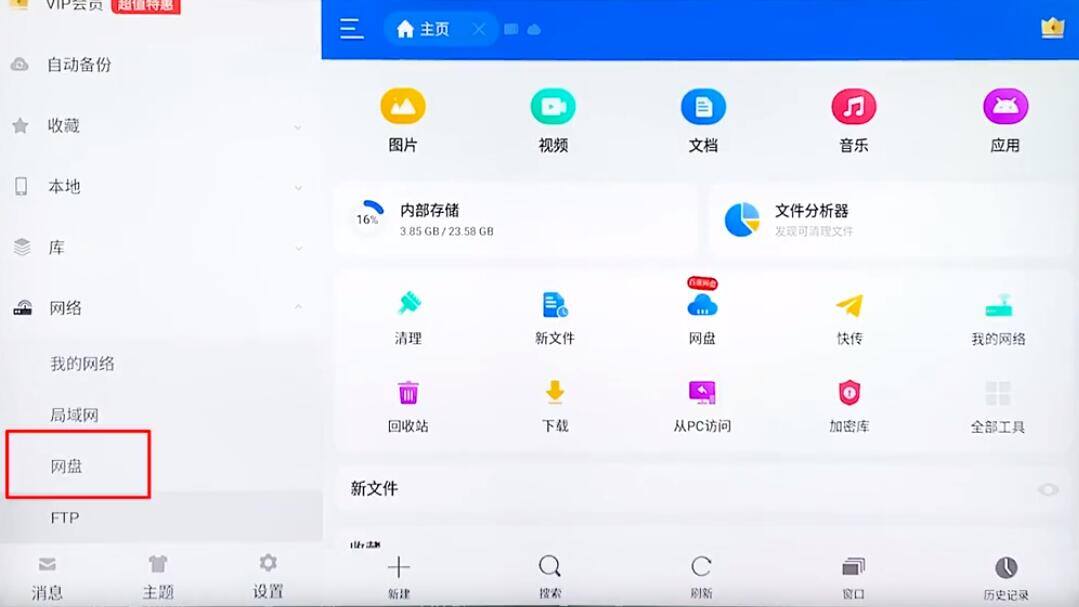 VIP会员 超值特惠
自动备份
收藏
本地
库
网络
我的网络
局域网
网盘
FTP
消息 主题 设置
主页
图片 视频 文档 音乐 应用
16%
内部存储
3.85 GB / 23.58 GB
文件分析器
发现可清理文件
百度网盘
清理 新文件 网盘 快传 我的网络
回收站 下载 从PC访问 加密库 全部工具
新文件
收藏
新建 搜索 刷新 窗口 历史记录